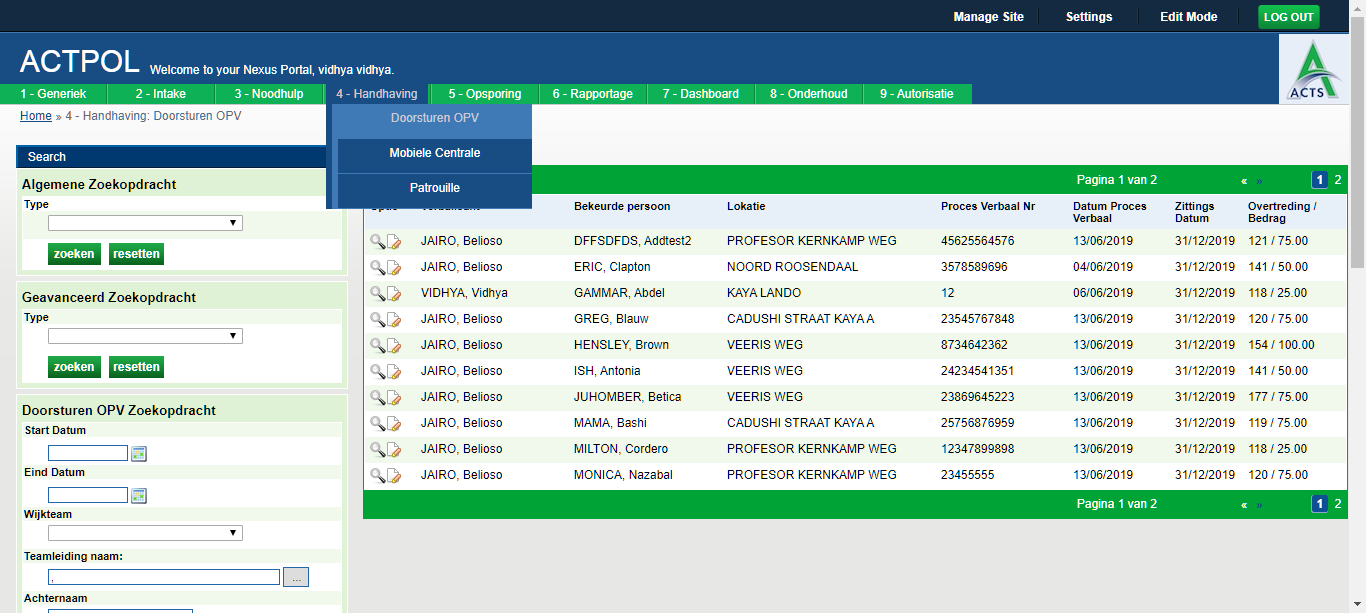 Manage Site Settings Edit Mode LOG OUT
ACTPOL Welcome to your Nexus Portal, vidhya vidhya.
ACTS
1 - Generiek 2 - Intake 3 - Noodhulp 4 - Handhaving 5 - Opsporing 6 - Rapportage 7 - Dashboard 8 - Onderhoud 9 - Autorisatie
Home » 4 - Handhaving: Doorsturen OPV
Doorsturen OPV
Mobiele Centrale
Patrouille
Search
Algemene Zoekopdracht
Type
zoeken resetten
Geavanceerd Zoekopdracht
Type
zoeken resetten
Doorsturen OPV Zoekopdracht
Start Datum
Eind Datum
Wijkteam
Teamleiding naam:
, ...
Achternaam
Pagina 1 van 2 « » 1 2
Bekeurde persoon Lokatie Proces Verbaal Nr Datum Proces Verbaal Zittings Datum Overtreding / Bedrag
JAIRO, Belioso DFFSDFDS, Addtest2 PROFESOR KERNKAMP WEG 45625564576 13/06/2019 31/12/2019 121 / 75.00
JAIRO, Belioso ERIC, Clapton NOORD ROOSENDAAL 3578589696 04/06/2019 31/12/2019 141 / 50.00
VIDHYA, Vidhya GAMMAR, Abdel KAYA LANDO 12 06/06/2019 31/12/2019 118 / 25.00
JAIRO, Belioso GREG, Blauw CADUSHI STRAAT KAYA A 23545767848 13/06/2019 31/12/2019 120 / 75.00
JAIRO, Belioso HENSLEY, Brown VEERIS WEG 8734642362 13/06/2019 31/12/2019 154 / 100.00
JAIRO, Belioso ISH, Antonia VEERIS WEG 24234541351 13/06/2019 31/12/2019 141 / 50.00
JAIRO, Belioso JUHOMBER, Betica VEERIS WEG 23869645223 13/06/2019 31/12/2019 177 / 75.00
JAIRO, Belioso MAMA, Bashi CADUSHI STRAAT KAYA A 25756876959 13/06/2019 31/12/2019 119 / 75.00
JAIRO, Belioso MILTON, Cordero PROFESOR KERNKAMP WEG 12347899898 13/06/2019 31/12/2019 118 / 25.00
JAIRO, Belioso MONICA, Nazabal PROFESOR KERNKAMP WEG 23455555 13/06/2019 31/12/2019 120 / 75.00
Pagina 1 van 2 « » 1 2